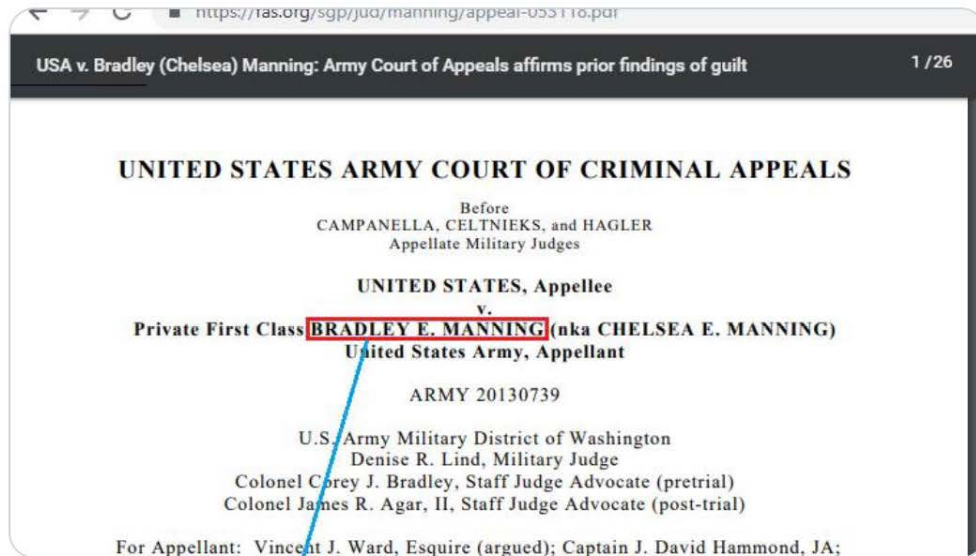 https://fas.org/sgp/jud/manning/appeal-053118.pdf
USA v. Bradley (Chelsea) Manning: Army Court of Appeals affirms prior findings of guilt
1 / 26
UNITED STATES ARMY COURT OF CRIMINAL APPEALS
Before
CAMPANELLA, CELTNIEKS, and HAGLER
Appellate Military Judges
UNITED STATES, Appellee
v.
Private First Class BRADLEY E. MANNING (nka CHELSEA E. MANNING)
United States Army, Appellant
ARMY 20130739
U.S. Army Military District of Washington
Denise R. Lind, Military Judge
Colonel Corey J. Bradley, Staff Judge Advocate (pretrial)
Colonel James R. Agar, II, Staff Judge Advocate (post-trial)
For Appellant: Vincent J. Ward, Esquire (argued); Captain J. David Hammond, JA;